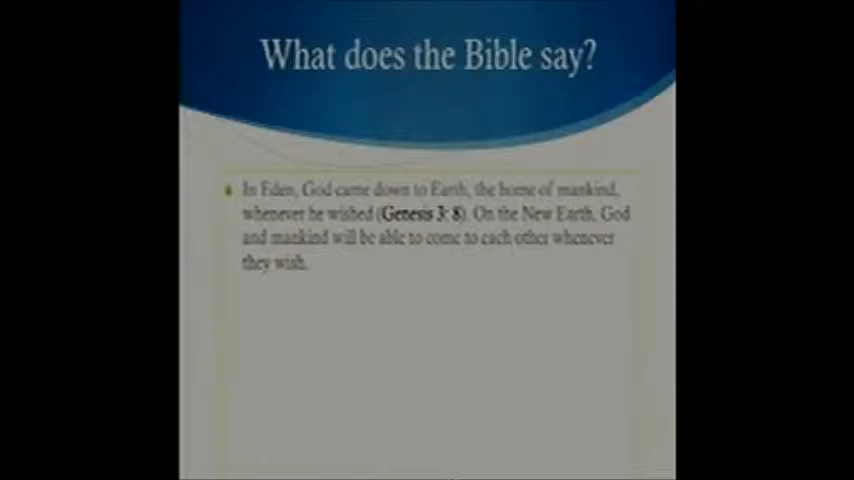 What does the Bible say?
In Eden, God came down to Earth, the home of mankind,
whenever he wished (Genesis 3: 8). On the New Earth, God
and mankind will be able to come to each other whenever
they wish.